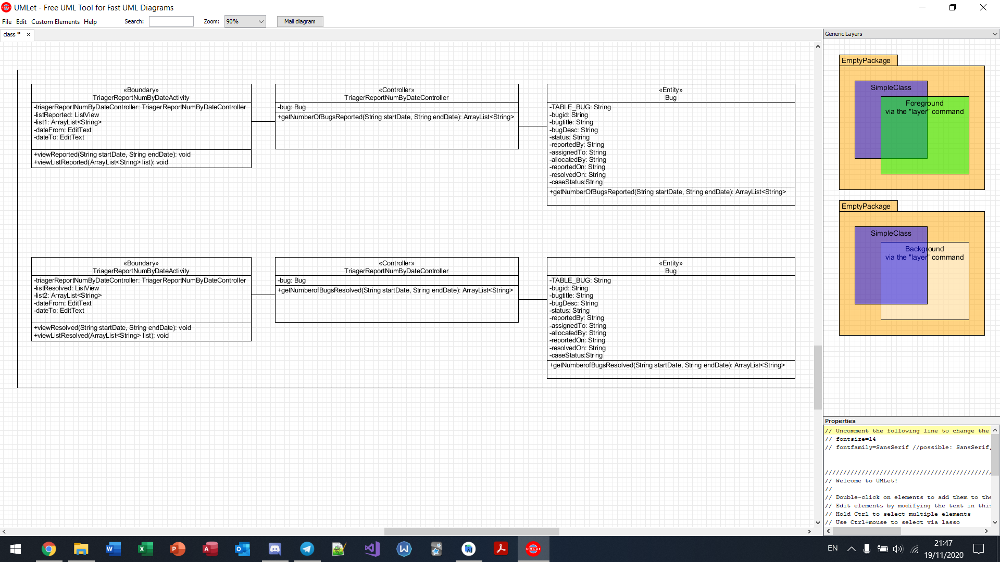 UMLet - Free UML Tool for Fast UML Diagrams
File Edit Custom Elements Help Search: Zoom: 90% Mail diagram
class *
«Boundary»
TriagerReportNumByDateActivity
-triagerReportNumByDateController: TriagerReportNumByDateController
-listReported: ListView
-list1: ArrayList<String>
-dateFrom: EditText
-dateTo: EditText
+viewReported(String startDate, String endDate): void
+viewListReported(ArrayList<String> list): void
«Controller»
TriagerReportNumByDateController
-bug: Bug
+getNumberOfBugsReported(String startDate, String endDate): ArrayList<String>
«Entity»
Bug
-TABLE_BUG: String
-bugid: String
-bugtitle: String
-bugDesc: String
-status: String
-reportedBy: String
-assignedTo: String
-allocatedBy: String
-reportedOn: String
-resolvedOn: String
-caseStatus:String
+getNumberOfBugsReported(String startDate, String endDate): ArrayList<String>
«Boundary»
TriagerReportNumByDateActivity
-triagerReportNumByDateController: TriagerReportNumByDateController
-listResolved: ListView
-list2: ArrayList<String>
-dateFrom: EditText
-dateTo: EditText
+viewResolved(String startDate, String endDate): void
+viewListResolved(ArrayList<String> list): void
«Controller»
TriagerReportNumByDateController
-bug: Bug
+getNumberofBugsResolved(String startDate, String endDate): ArrayList<String>
«Entity»
Bug
-TABLE_BUG: String
-bugid: String
-bugtitle: String
-bugDesc: String
-status: String
-reportedBy: String
-assignedTo: String
-allocatedBy: String
-reportedOn: String
-resolvedOn: String
-caseStatus:String
+getNumberofBugsResolved(String startDate, String endDate): ArrayList<String>
Generic Layers
EmptyPackage
SimpleClass
Foreground
via the "layer" command
EmptyPackage
SimpleClass
Background
via the "layer" command
Properties
// Uncomment the following line to change the
// fontsize=14
// fontfamily=SansSerif //possible: SansSerif,
//////////////////////////////////////////////
// Welcome to UMLet!
//
// Double-click on elements to add them to the
// Edit elements by modifying the text in this
// Hold Ctrl to select multiple elements
// Use Ctrl+mouse to select via lasso
EN
21:47
19/11/2020